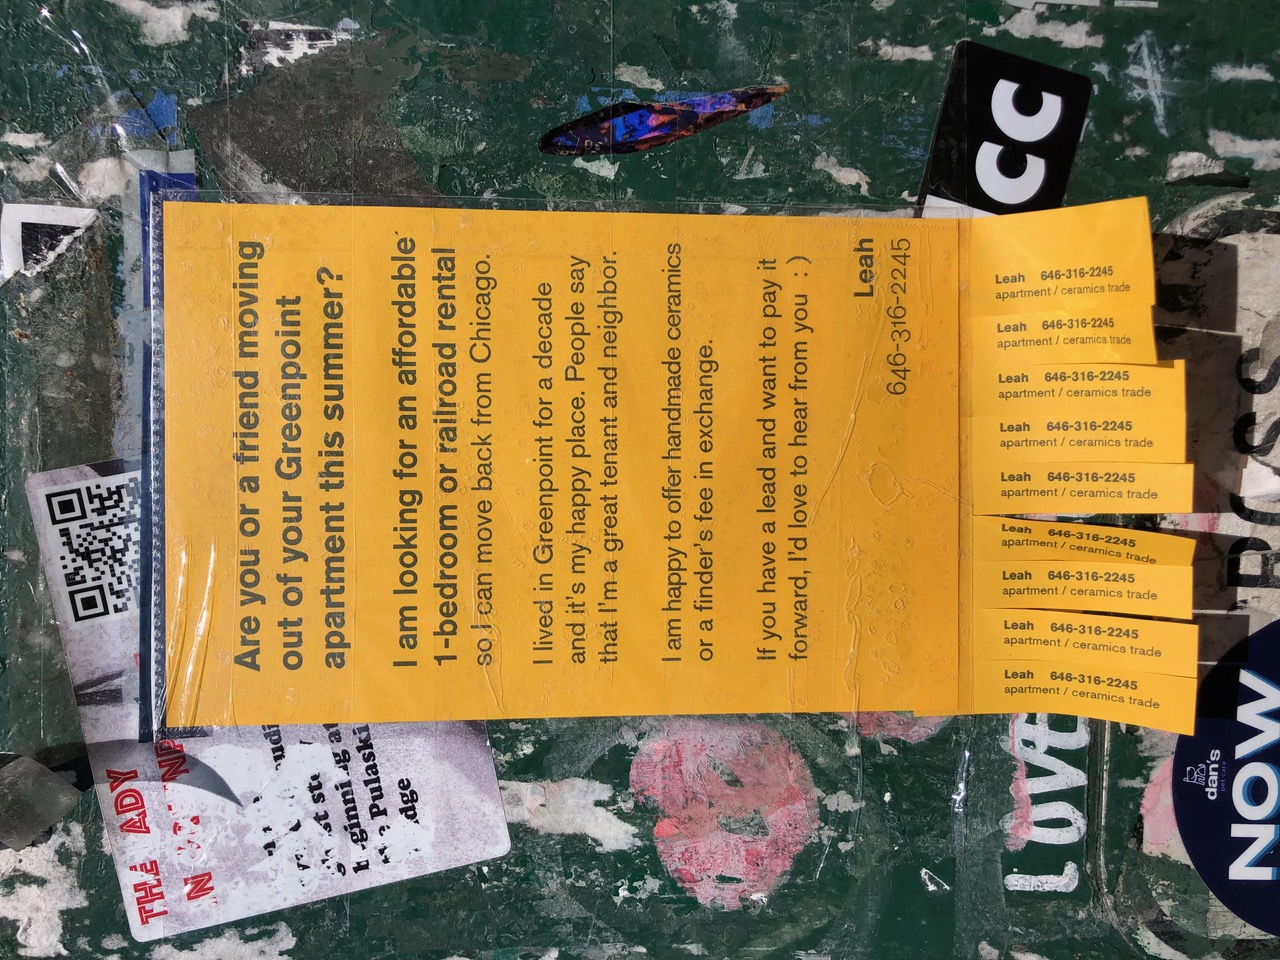 Are you or a friend moving
out of your Greenpoint
apartment this summer?
I am looking for an affordable
1-bedroom or railroad rental
so I can move back from Chicago.
I lived in Greenpoint for a decade
and it's my happy place. People say
that I'm a great tenant and neighbor.
I am happy to offer handmade ceramics
or a finder's fee in exchange.
If you have a lead and want to pay it
forward, I'd love to hear from you : )
Leah
646-316-2245
Leah 646-316-2245
apartment / ceramics trade
Leah 646-316-2245
apartment / ceramics trade
Leah 646-316-2245
apartment / ceramics trade
Leah 646-316-2245
apartment / ceramics trade
Leah 646-316-2245
apartment / ceramics trade
Leah 646-316-2245
apartment / ceramics trade
Leah 646-316-2245
apartment / ceramics trade
Leah 646-316-2245
apartment / ceramics trade
Leah 646-316-2245
apartment / ceramics trade
Pulaski
CC
LOVE
dan's
pet care
NOW